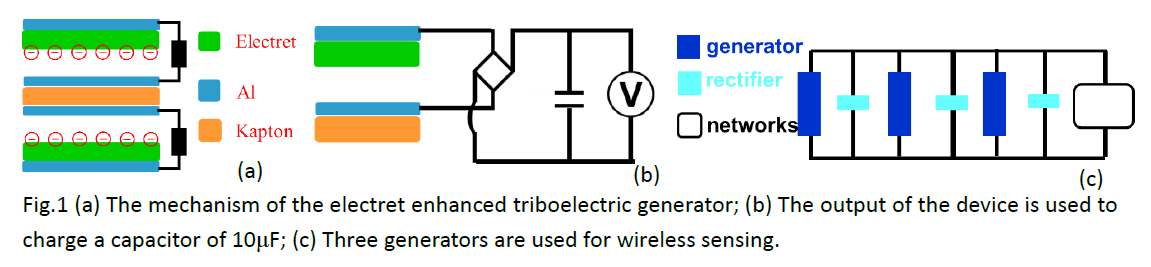 Electret
Al
Kapton
(a)
V
(b)
generator
rectifier
networks
(c)
Fig.1 (a) The mechanism of the electret enhanced triboelectric generator; (b) The output of the device is used to
charge a capacitor of 10μF; (c) Three generators are used for wireless sensing.